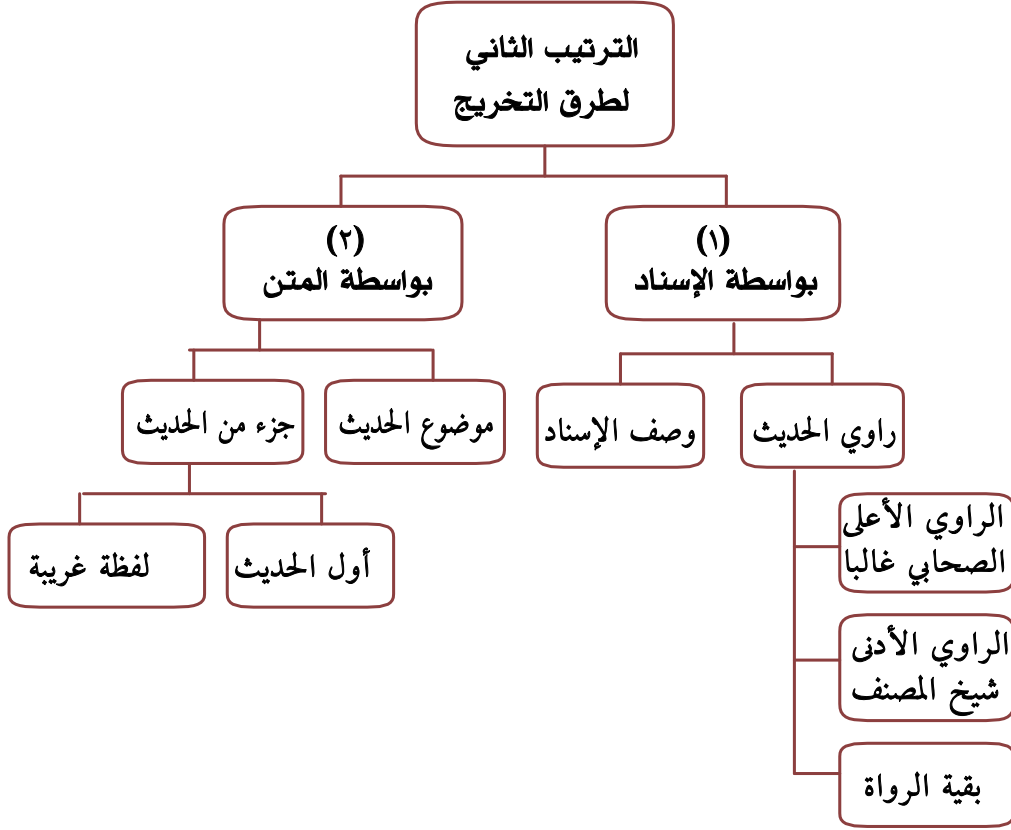 الترتيب الثاني
لطرق التخريج
(١)
بواسطة الإسناد
(٢)
بواسطة المتن
راوي الحديث
وصف الإسناد
موضوع الحديث
جزء من الحديث
الراوي الأعلى
الصحابي غالبا
الراوي الأدنى
شيخ المصنف
بقية الرواة
أول الحديث
لفظة غريبة